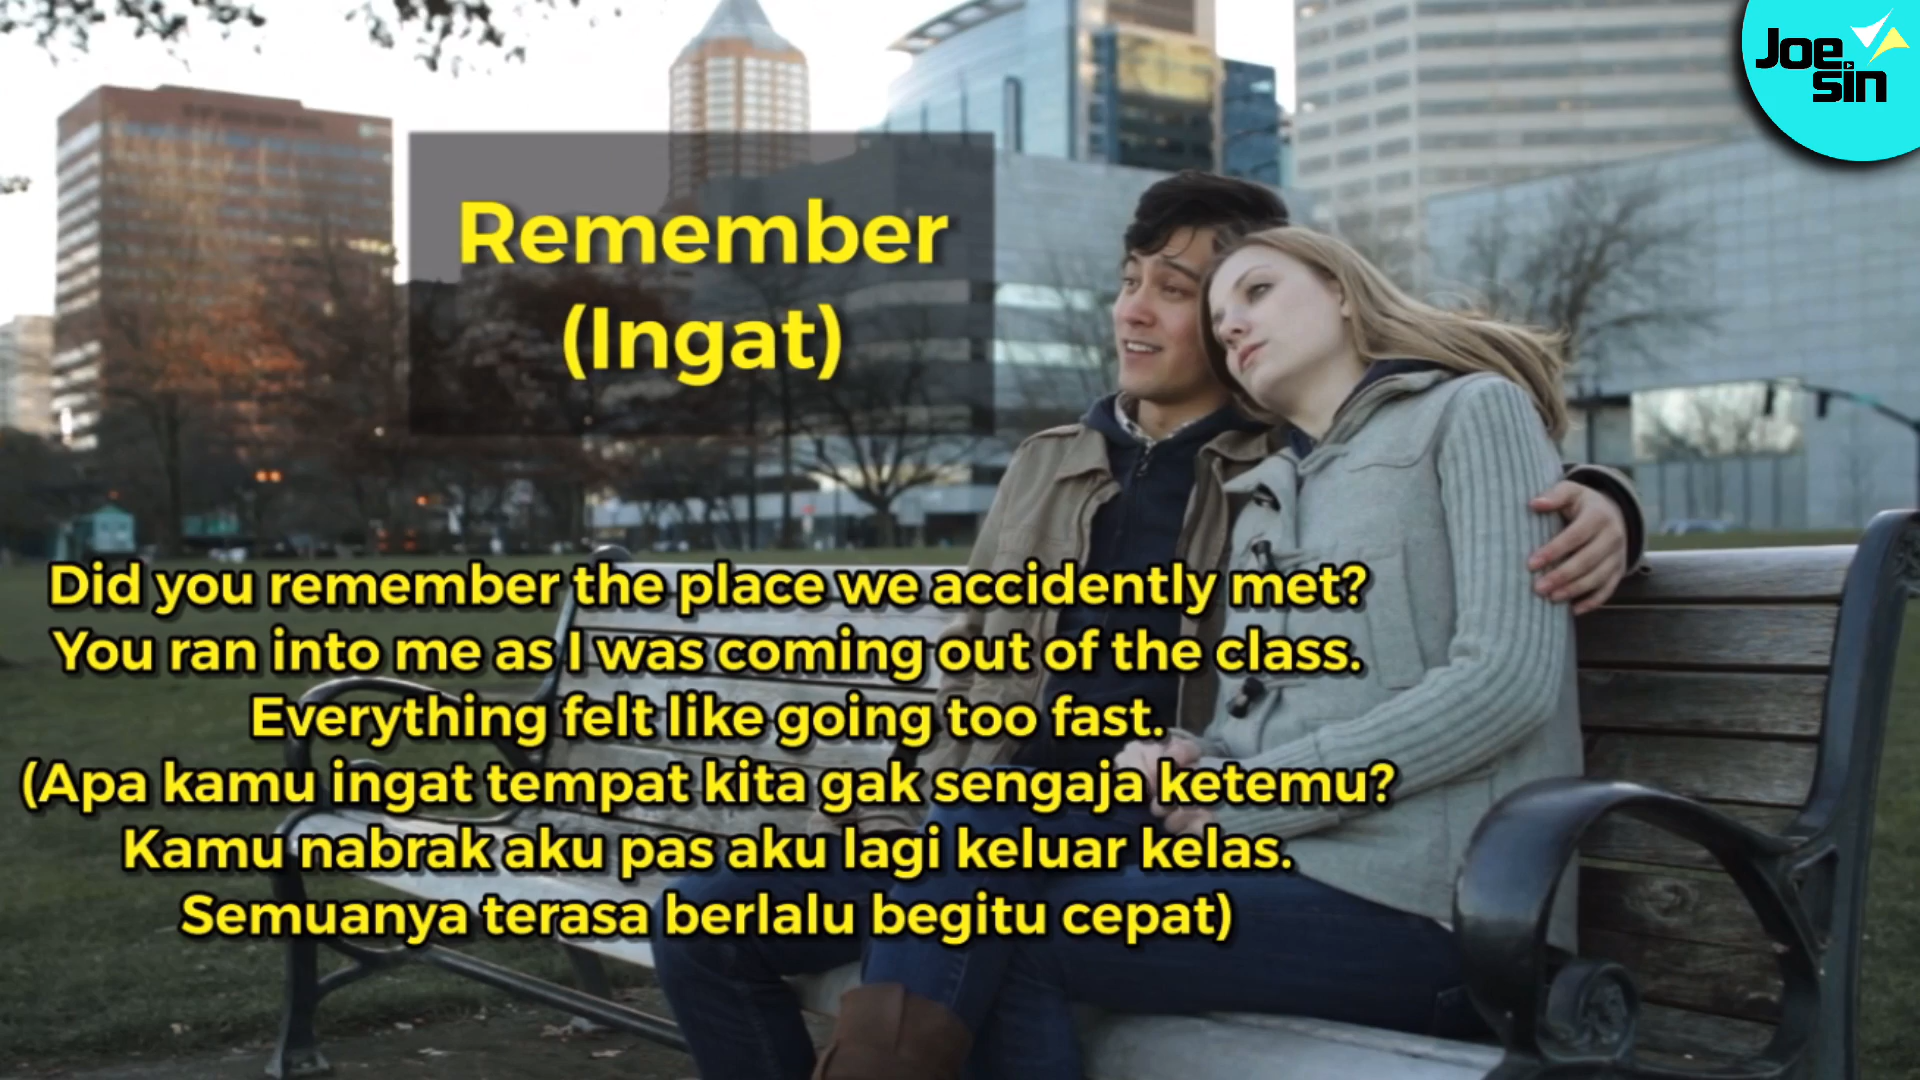 Joe
sin
Remember
(Ingat)
Did you remember the place we accidently met?
You ran into me as I was coming out of the class.
Everything felt like going too fast.
(Apa kamu ingat tempat kita gak sengaja ketemu?
Kamu nabrak aku pas aku lagi keluar kelas.
Semuanya terasa berlalu begitu cepat)